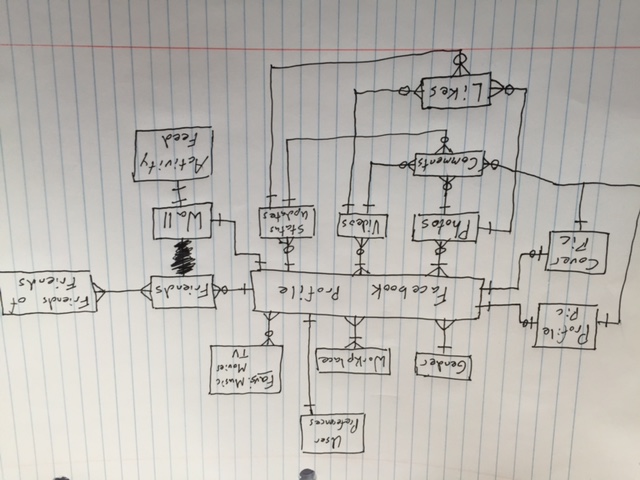 User
Preferences
Gender
Workplace
Favs: Music
Movies
TV
Profile
Pic
Facebook Profile
Friends
Friends of
Friends
Cover
Pic
Photos
Videos
Status
Updates
Wall
Comments
Activity
Feed
Likes